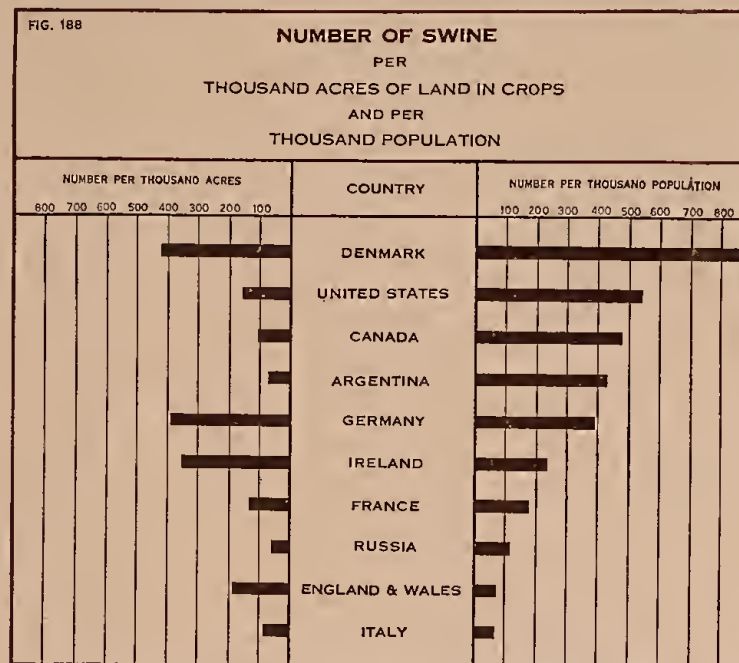 FIG. 188
NUMBER OF SWINE
PER
THOUSAND ACRES OF LAND IN CROPS
AND PER
THOUSAND POPULATION
NUMBER PER THOUSAND ACRES
COUNTRY
NUMBER PER THOUSAND POPULATION
800 700 600 500 400 300 200 100
100 200 300 400 500 600 700 800
DENMARK
UNITED STATES
CANADA
ARGENTINA
GERMANY
IRELAND
FRANCE
RUSSIA
ENGLAND & WALES
ITALY